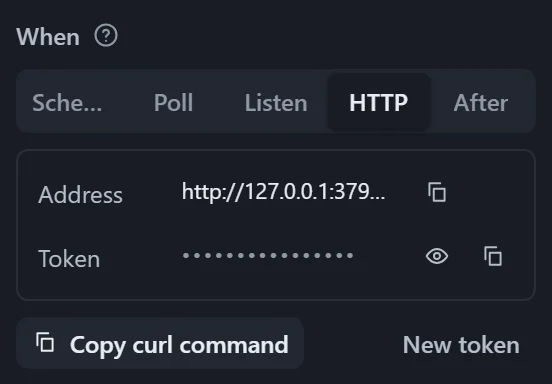 When
Sche... Poll Listen HTTP After
Address http://127.0.0.1:379...
Token ••••••••••••••••
Copy curl command New token